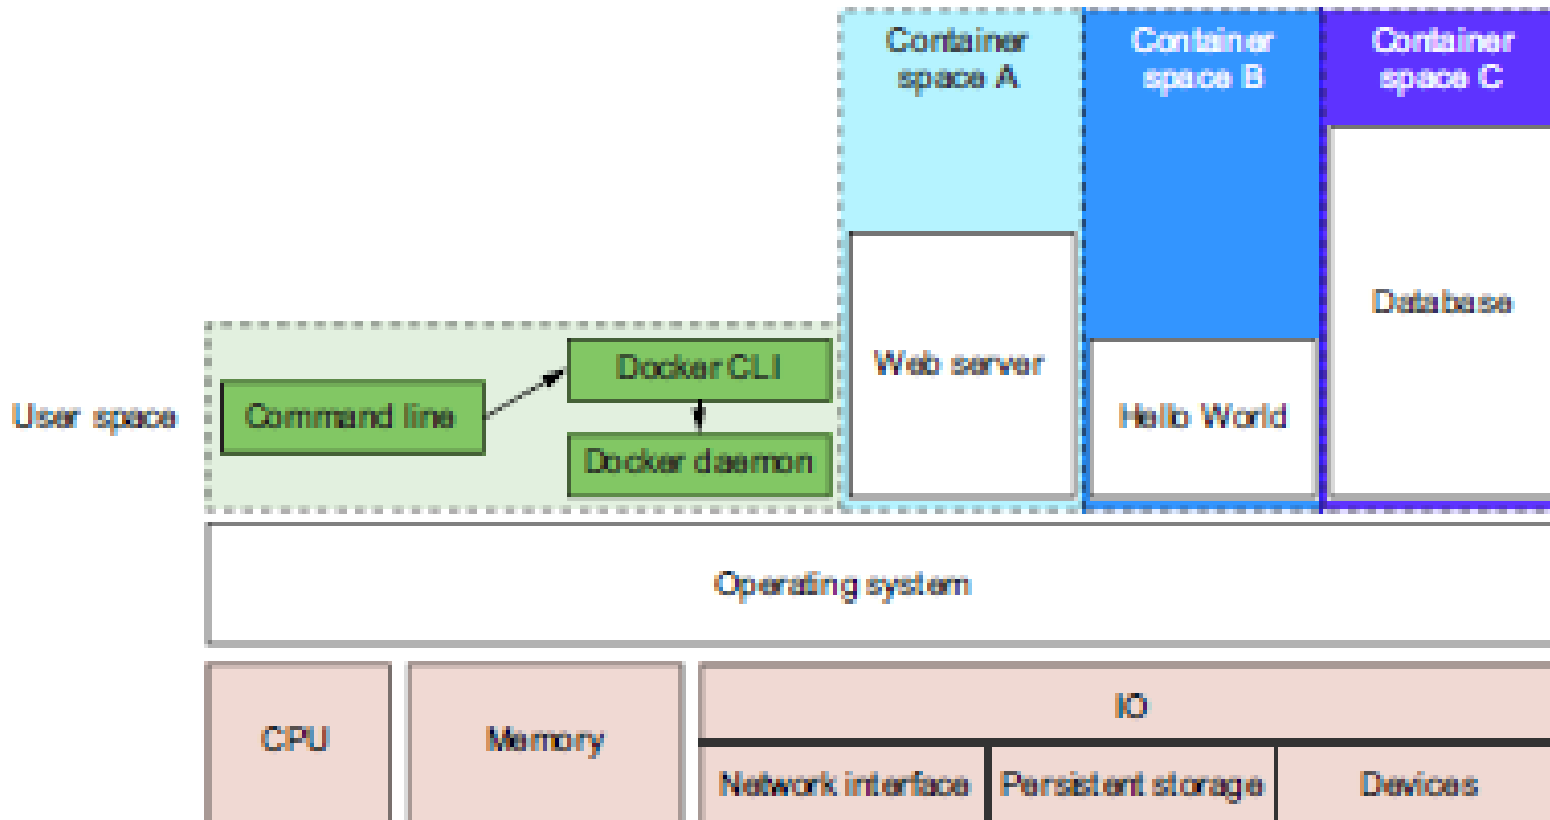 Container
space A
Container
space B
Container
space C
Database
Web server
Docker CLI
User space
Command line
Hello World
Docker daemon
Operating system
CPU
Memory
IO
Network interface
Persistent storage
Devices